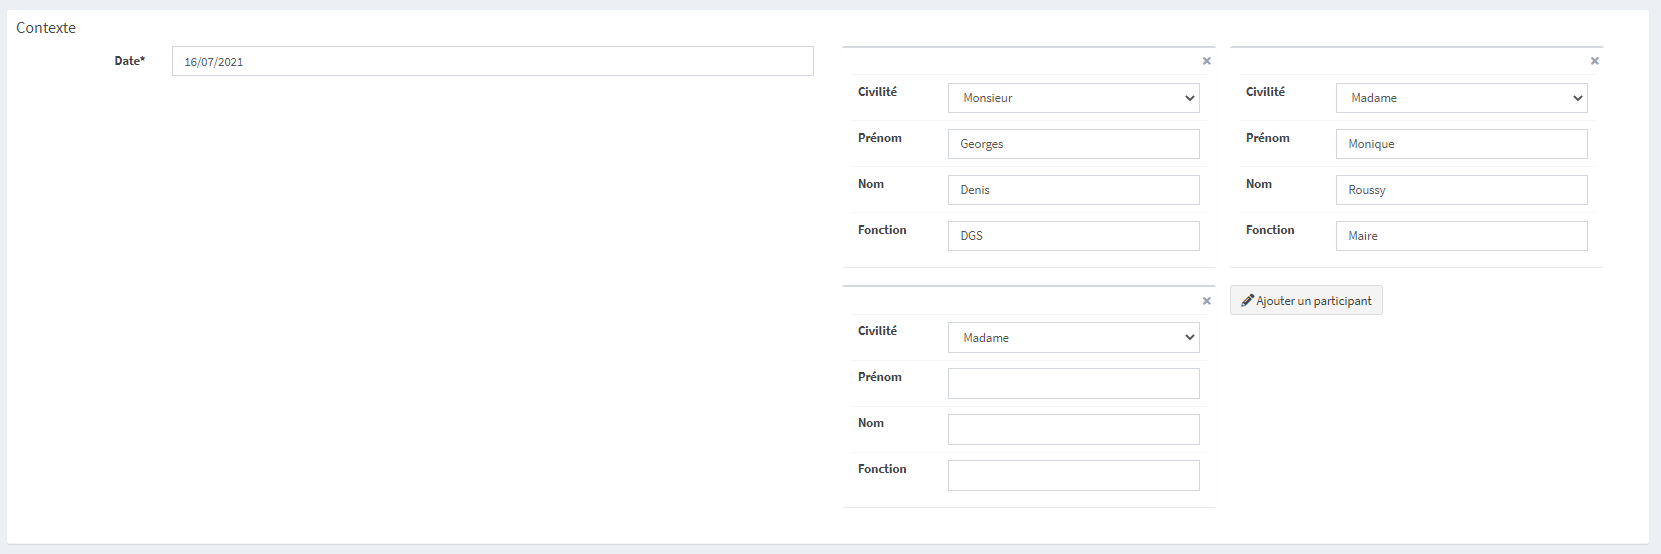 Contexte
Date* 16/07/2021
Civilité Monsieur
Prénom Georges
Nom Denis
Fonction DGS
Civilité Madame
Prénom Monique
Nom Roussy
Fonction Maire
Civilité Madame
Prénom
Nom
Fonction
Ajouter un participant